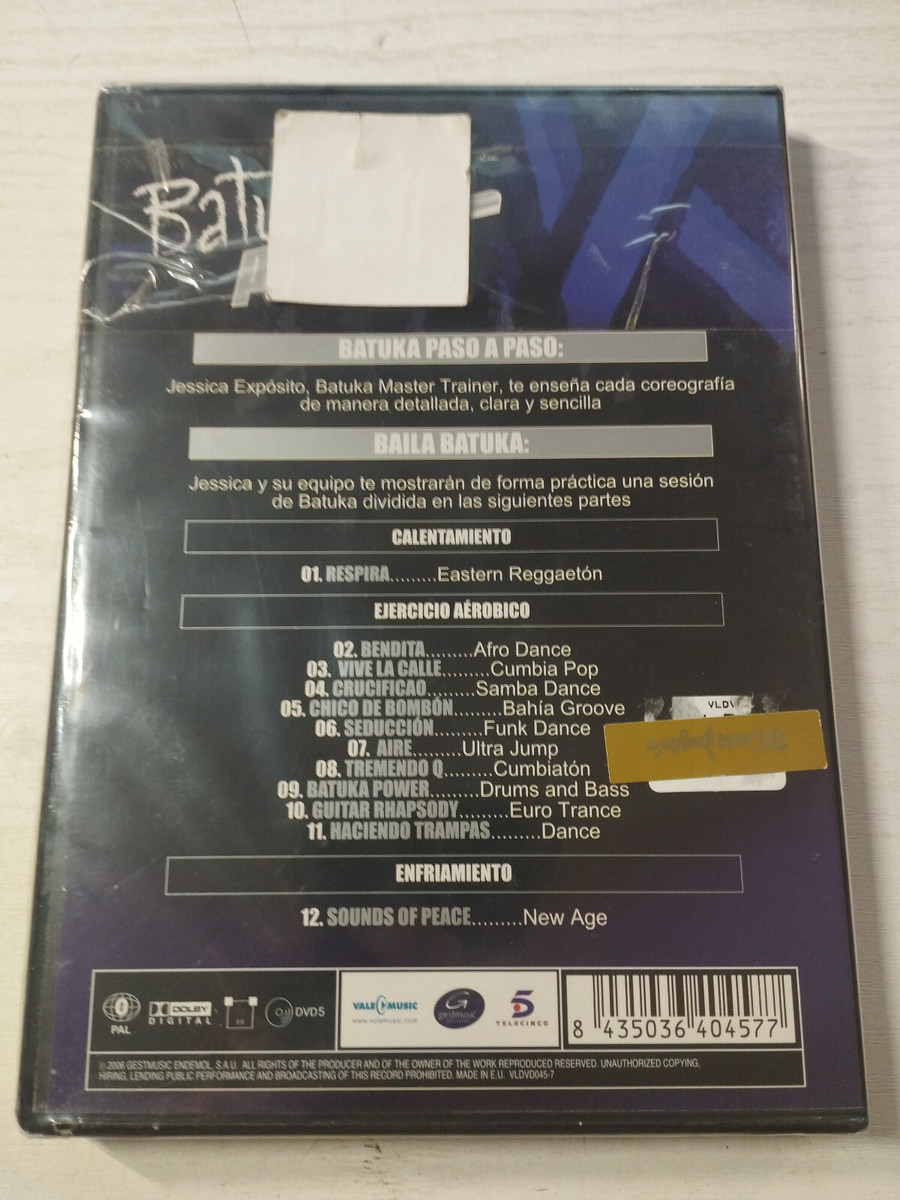 BATUKA PASO A PASO:
Jessica Expósito, Batuka Master Trainer, te enseña cada coreografía
de manera detallada, clara y sencilla
BAILA BATUKA:
Jessica y su equipo te mostrarán de forma práctica una sesión
de Batuka dividida en las siguientes partes
CALENTAMIENTO
01. RESPIRA.........Eastern Reggaetón
EJERCICIO AÉROBICO
02. BENDITA.........Afro Dance
03. VIVE LA CALLE.........Cumbia Pop
04. CRUCIFICAO.........Samba Dance
05. CHICO DE BOMBÓN.........Bahía Groove
06. SEDUCCIÓN.........Funk Dance
07. AIRE.........Ultra Jump
08. TREMENDO Q.........Cumbiatón
09. BATUKA POWER.........Drums and Bass
10. GUITAR RHAPSODY.........Euro Trance
11. HACIENDO TRAMPAS.........Dance
VLDV
ENFRIAMIENTO
12. SOUNDS OF PEACE.........New Age
0
PAL
DOLBY
DIGITAL
DVD5
VALE MUSIC
www.valemusic.com
gestmusic
5
TELECINCO
8 435036 404577
℗ 2006 GESTMUSIC ENDEMOL, S.A.U. ALL RIGHTS OF THE PRODUCER AND OF THE OWNER OF THE WORK REPRODUCED RESERVED. UNAUTHORIZED COPYING,
HIRING, LENDING PUBLIC PERFORMANCE AND BROADCASTING OF THIS RECORD PROHIBITED. MADE IN E.U. VLDVD045-7